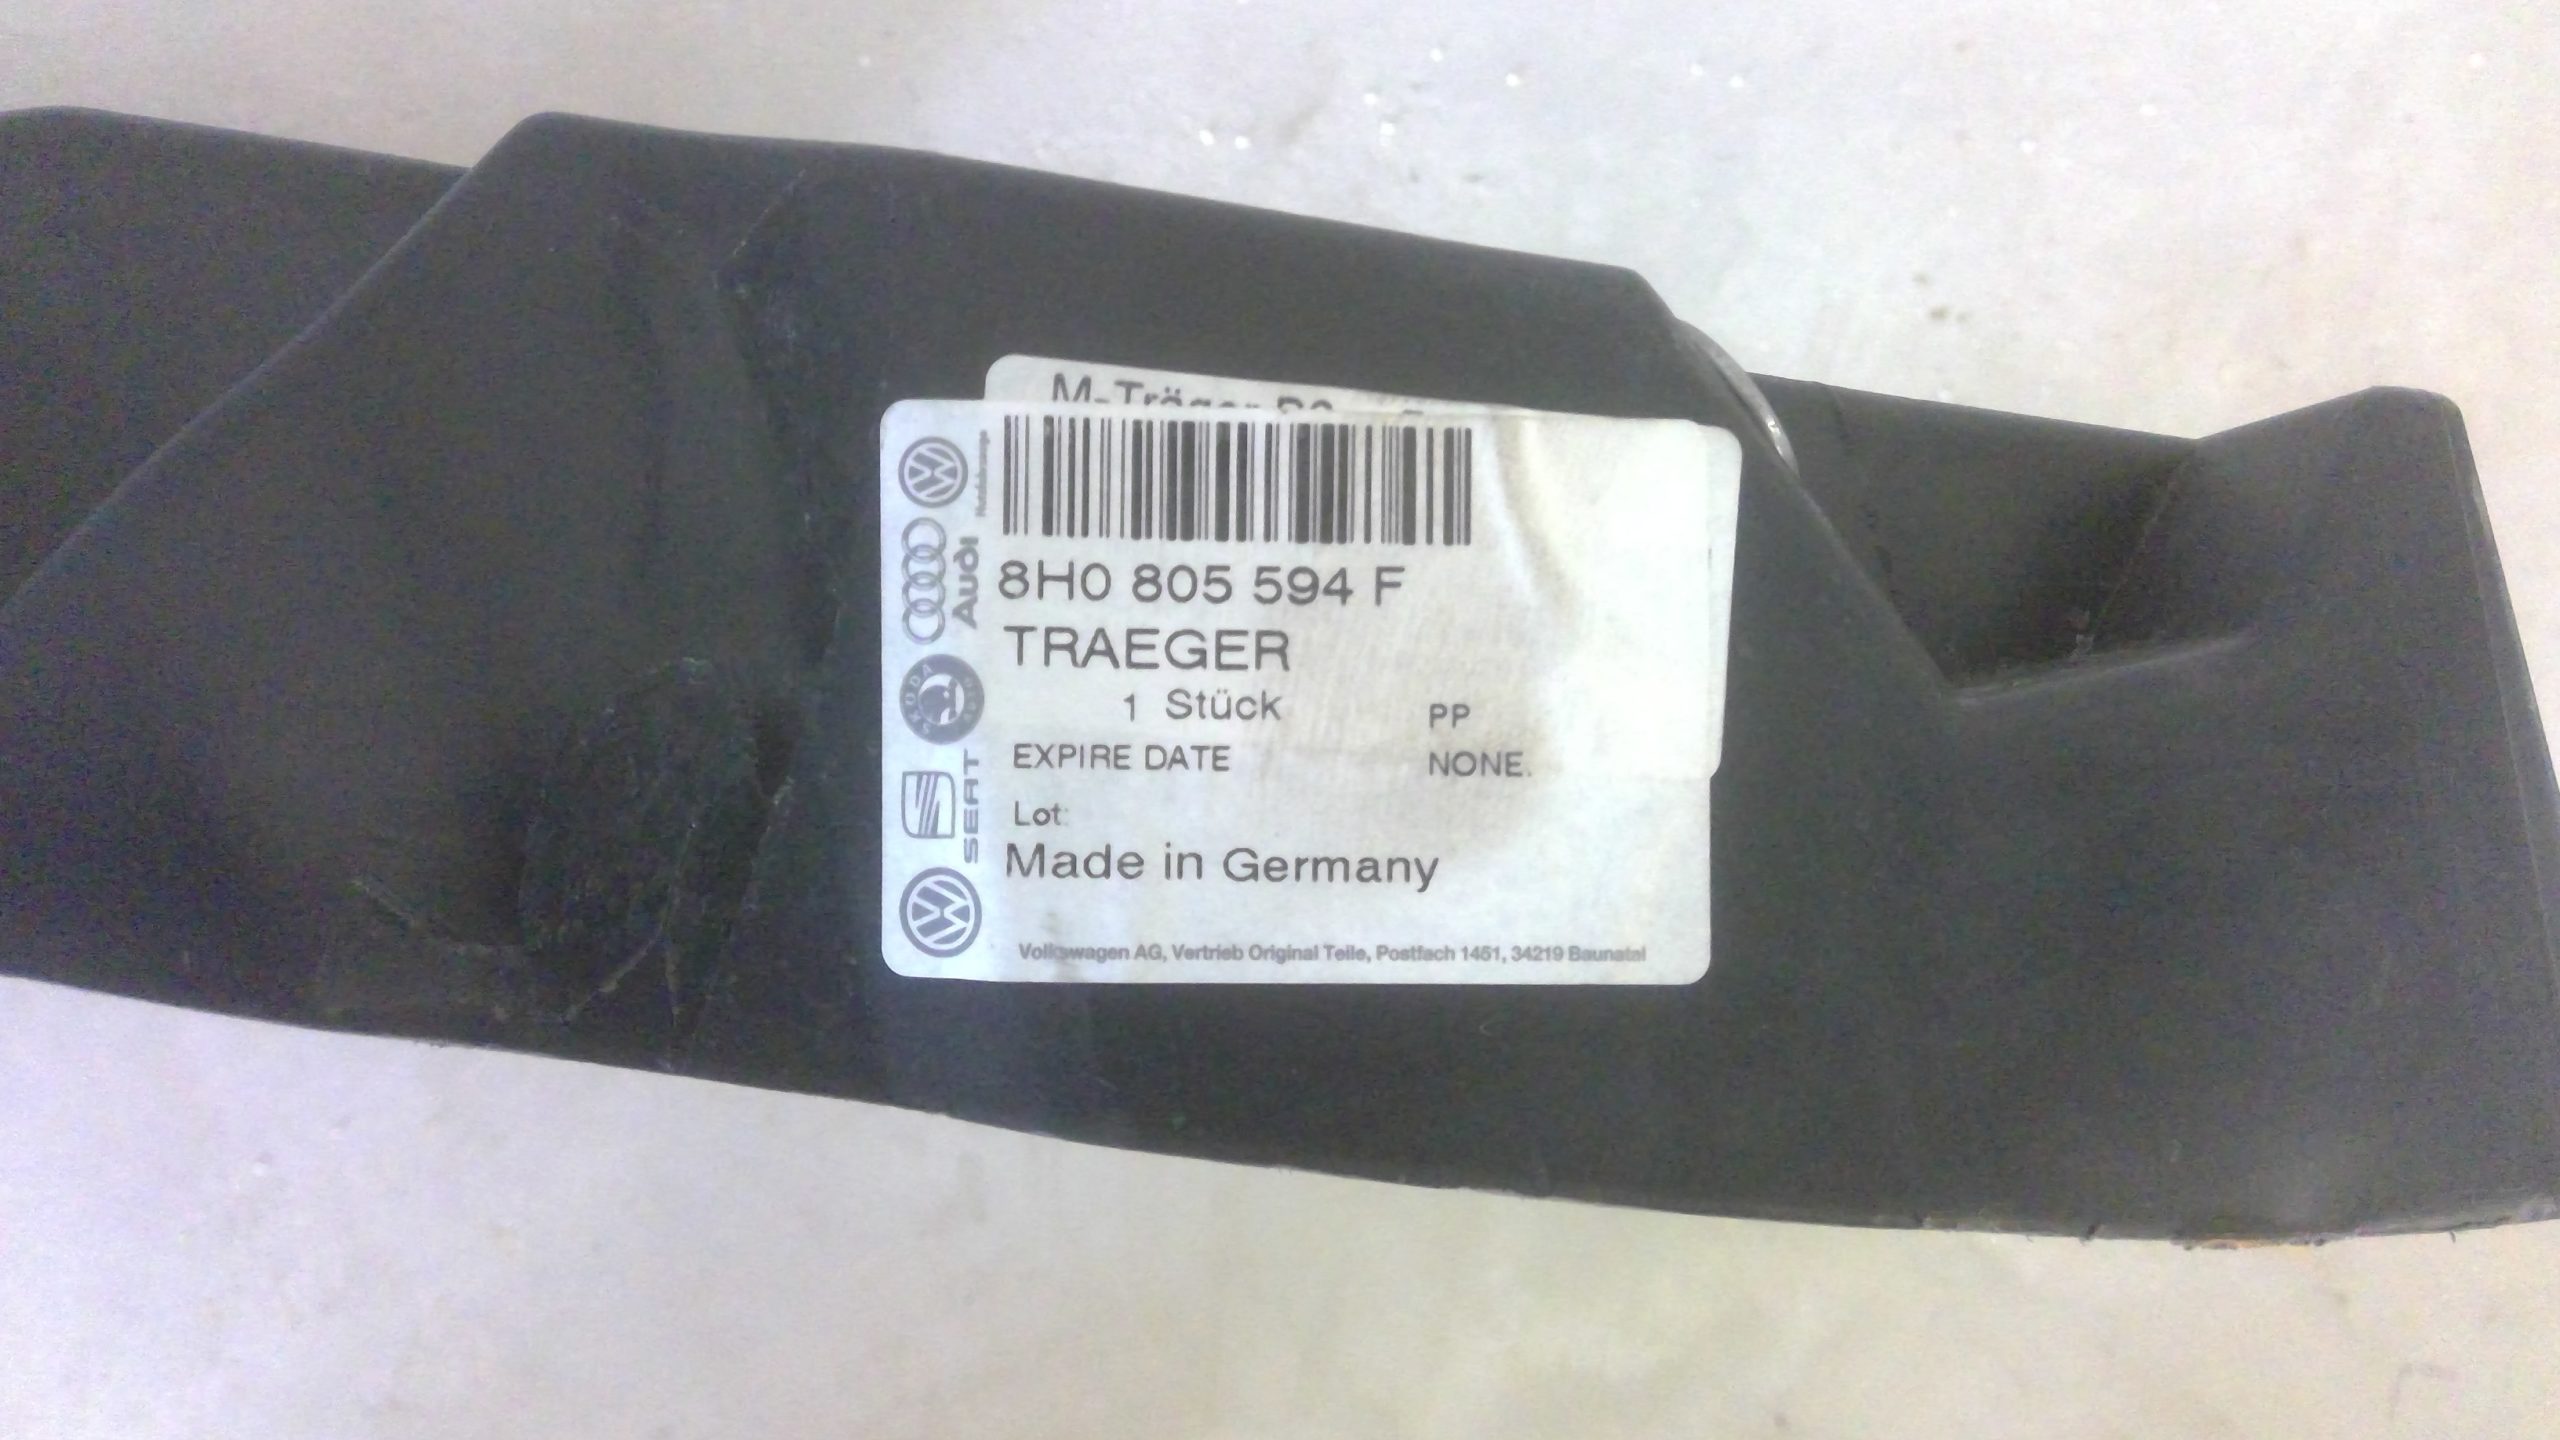 M-Träger
8H0 805 594 F
TRAEGER
1 Stück PP
EXPIRE DATE NONE.
Lot:
Made in Germany
Volkswagen AG, Vertrieb Original Teile, Postfach 1451, 34219 Baunatal
Audi
SKODA
SEAT